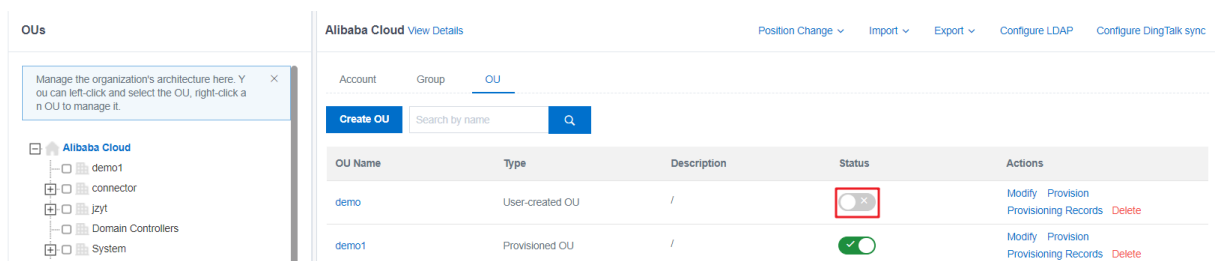 OUs
Manage the organization's architecture here. Y
ou can left-click and select the OU, right-click a
n OU to manage it.
Alibaba Cloud
demo1
connector
jzyt
Domain Controllers
System
Alibaba Cloud View Details
Position Change
Import
Export
Configure LDAP
Configure DingTalk sync
Account
Group
OU
Create OU
Search by name
OU Name Type Description Status Actions
demo User-created OU / Modify Provision
Provisioning Records Delete
demo1 Provisioned OU / Modify Provision
Provisioning Records Delete